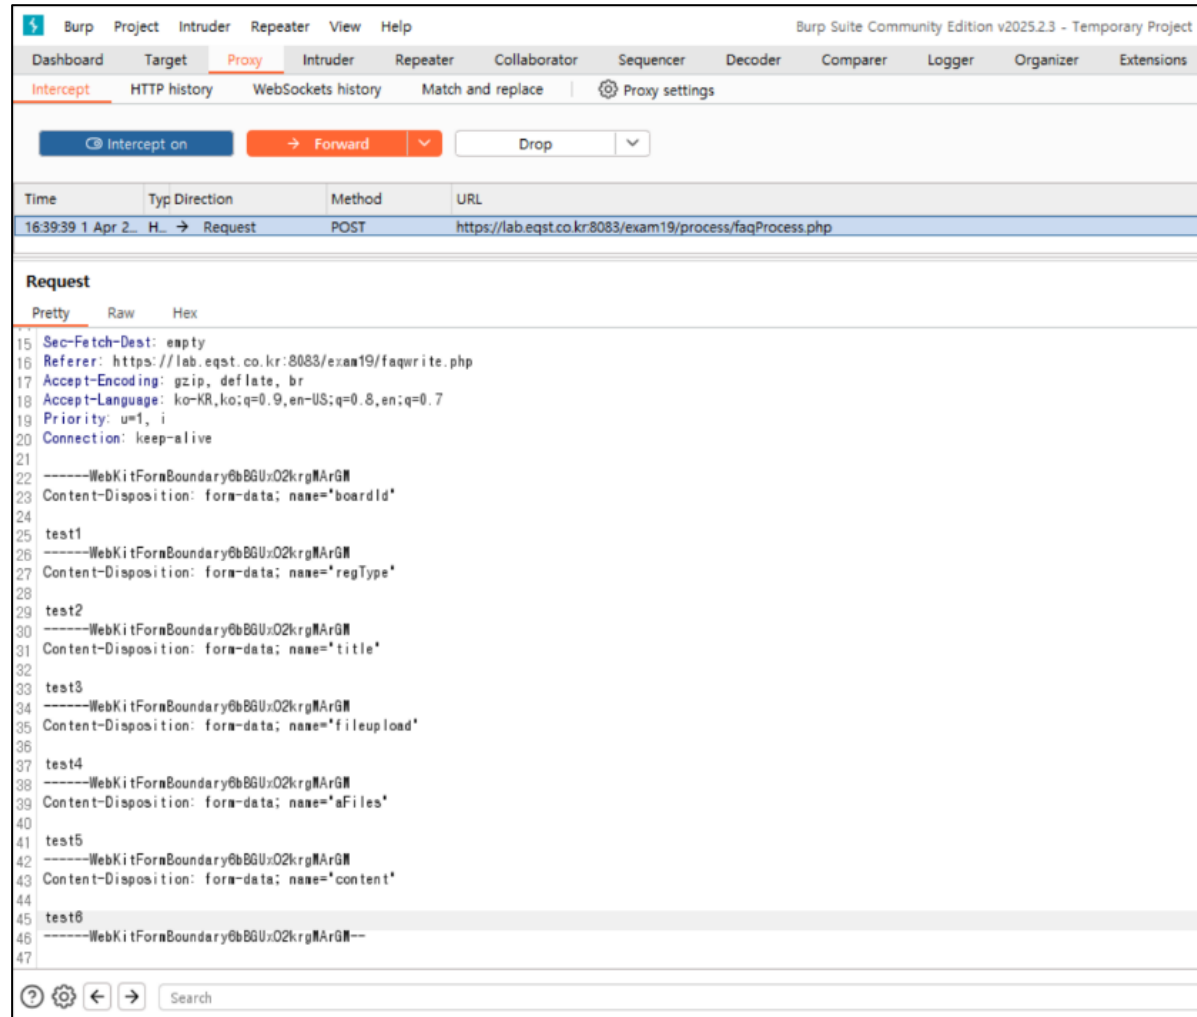 Burp Project Intruder Repeater View Help Burp Suite Community Edition v2025.2.3 - Temporary Project
Dashboard Target Proxy Intruder Repeater Collaborator Sequencer Decoder Comparer Logger Organizer Extensions
Intercept HTTP history WebSockets history Match and replace Proxy settings
Intercept on Forward Drop
Time Typ Direction Method URL
16:39:39 1 Apr 2... H... → Request POST https://lab.eqst.co.kr:8083/exam19/process/faqProcess.php
Request
Pretty Raw Hex
15 Sec-Fetch-Dest: empty
16 Referer: https://lab.eqst.co.kr:8083/exam19/faqwrite.php
17 Accept-Encoding: gzip, deflate, br
18 Accept-Language: ko-KR,ko;q=0.9,en-US;q=0.8,en;q=0.7
19 Priority: u=1, i
20 Connection: keep-alive
21
22 ------WebKitFormBoundary6bBGUxO2krgMArGM
23 Content-Disposition: form-data; name="boardId"
24
25 test1
26 ------WebKitFormBoundary6bBGUxO2krgMArGM
27 Content-Disposition: form-data; name="regType"
28
29 test2
30 ------WebKitFormBoundary6bBGUxO2krgMArGM
31 Content-Disposition: form-data; name="title"
32
33 test3
34 ------WebKitFormBoundary6bBGUxO2krgMArGM
35 Content-Disposition: form-data; name="fileupload"
36
37 test4
38 ------WebKitFormBoundary6bBGUxO2krgMArGM
39 Content-Disposition: form-data; name="aFiles"
40
41 test5
42 ------WebKitFormBoundary6bBGUxO2krgMArGM
43 Content-Disposition: form-data; name="content"
44
45 test6
46 ------WebKitFormBoundary6bBGUxO2krgMArGM--
47
Search